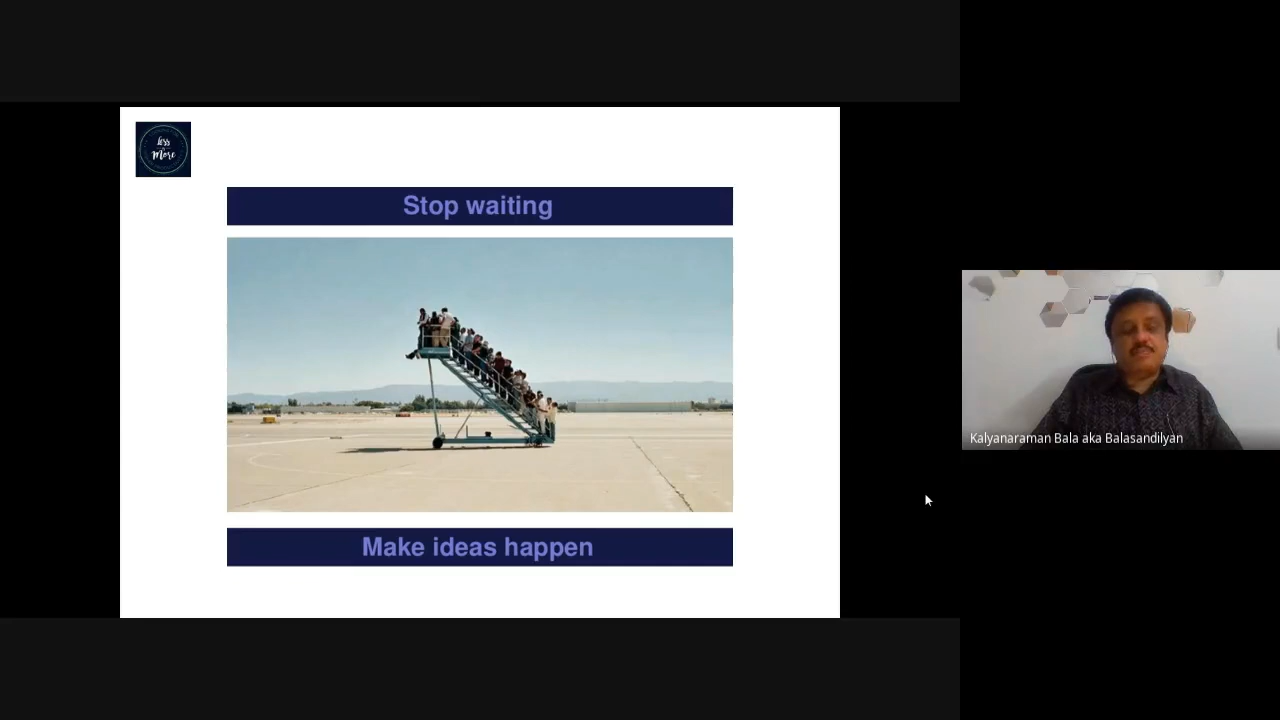 less
More
Stop waiting
Make ideas happen
Kalyanaraman Bala aka Balasandilyan